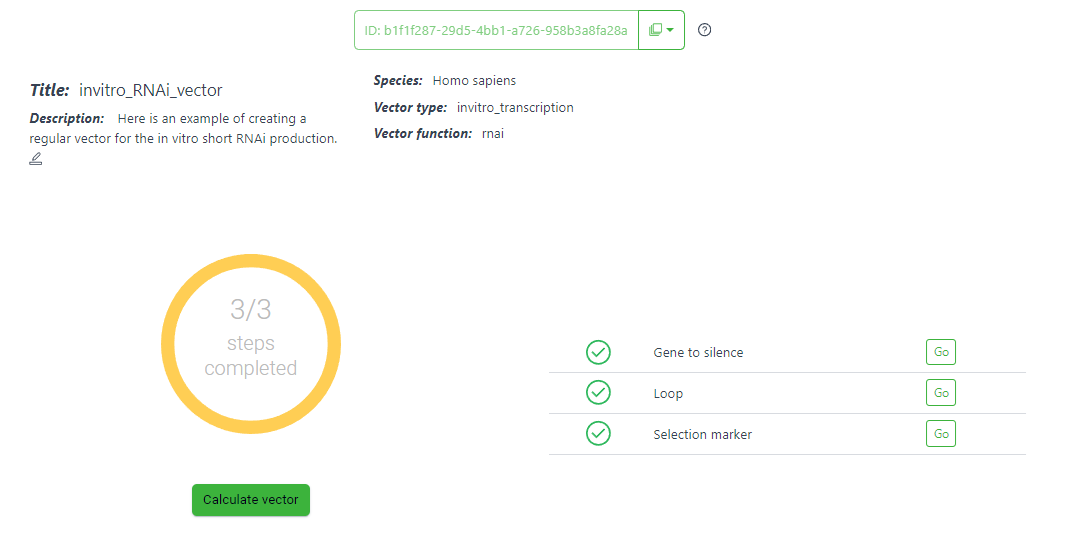 ID: b1f1f287-29d5-4bb1-a726-958b3a8fa28a
Title: invitro_RNAi_vector
Description: Here is an example of creating a
regular vector for the in vitro short RNAi production.
Species: Homo sapiens
Vector type: invitro_transcription
Vector function: rnai
3/3
steps
completed
Calculate vector
Gene to silence Go
Loop Go
Selection marker Go